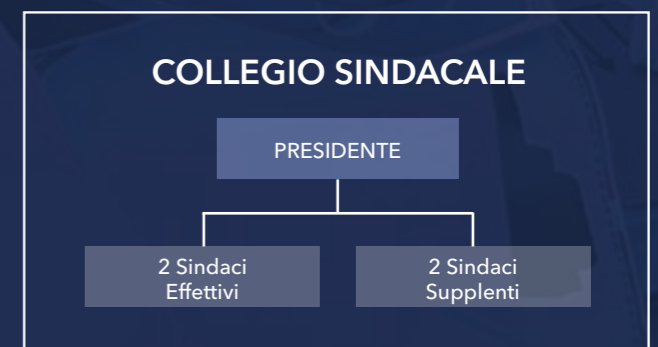 COLLEGIO SINDACALE
PRESIDENTE
2 Sindaci
Effettivi
2 Sindaci
Supplenti